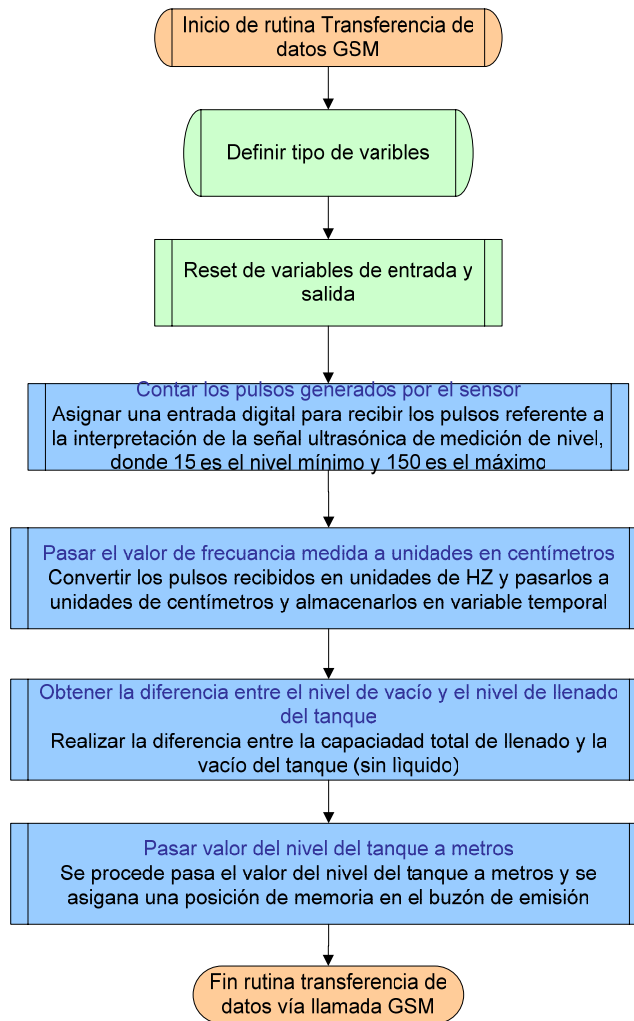 Inicio de rutina Transferencia de
datos GSM
Definir tipo de varibles
Reset de variables de entrada y
salida
Contar los pulsos generados por el sensor
Asignar una entrada digital para recibir los pulsos referente a
la interpretación de la señal ultrasónica de medición de nivel,
donde 15 es el nivel mínimo y 150 es el máximo
Pasar el valor de frecuancia medida a unidades en centímetros
Convertir los pulsos recibidos en unidades de HZ y pasarlos a
unidades de centímetros y almacenarlos en variable temporal
Obtener la diferencia entre el nivel de vacío y el nivel de llenado
del tanque
Realizar la diferencia entre la capaciadad total de llenado y la
vacío del tanque (sin lìquido)
Pasar valor del nivel del tanque a metros
Se procede pasa el valor del nivel del tanque a metros y se
asigana una posición de memoria en el buzón de emisión
Fin rutina transferencia de
datos vía llamada GSM